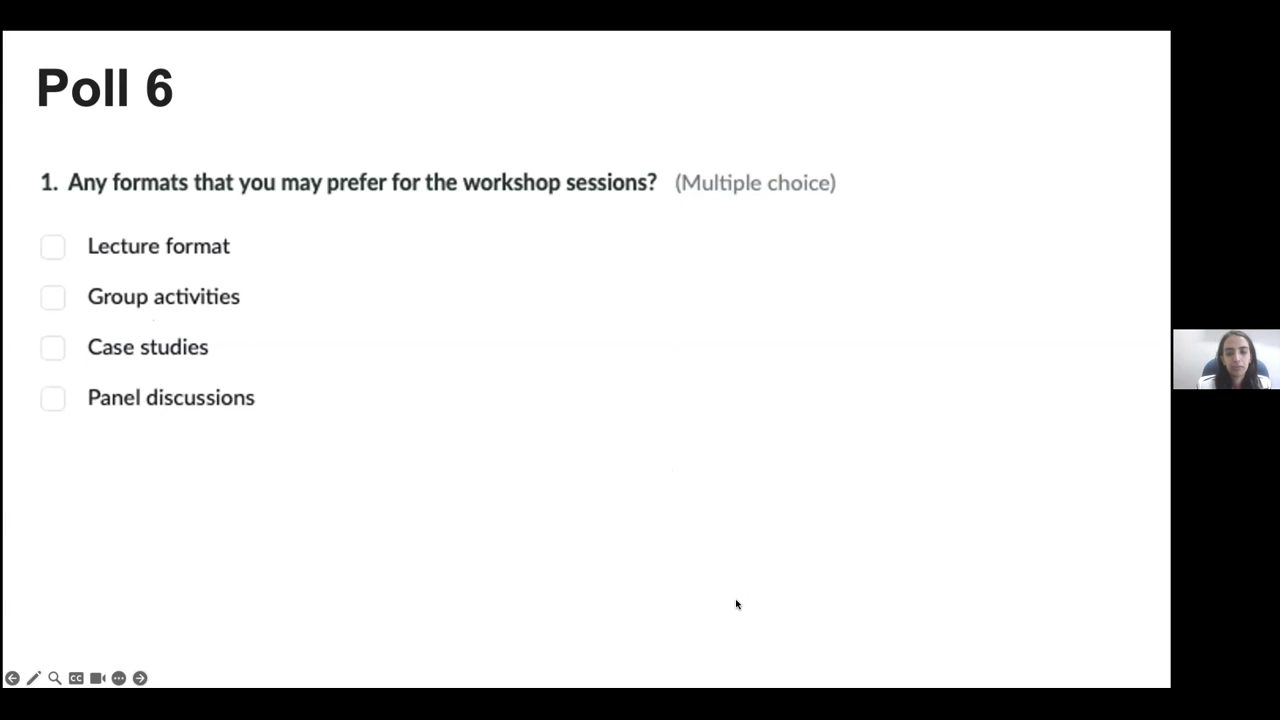 Poll 6
1. Any formats that you may prefer for the workshop sessions? (Multiple choice)
Lecture format
Group activities
Case studies
Panel discussions
CC